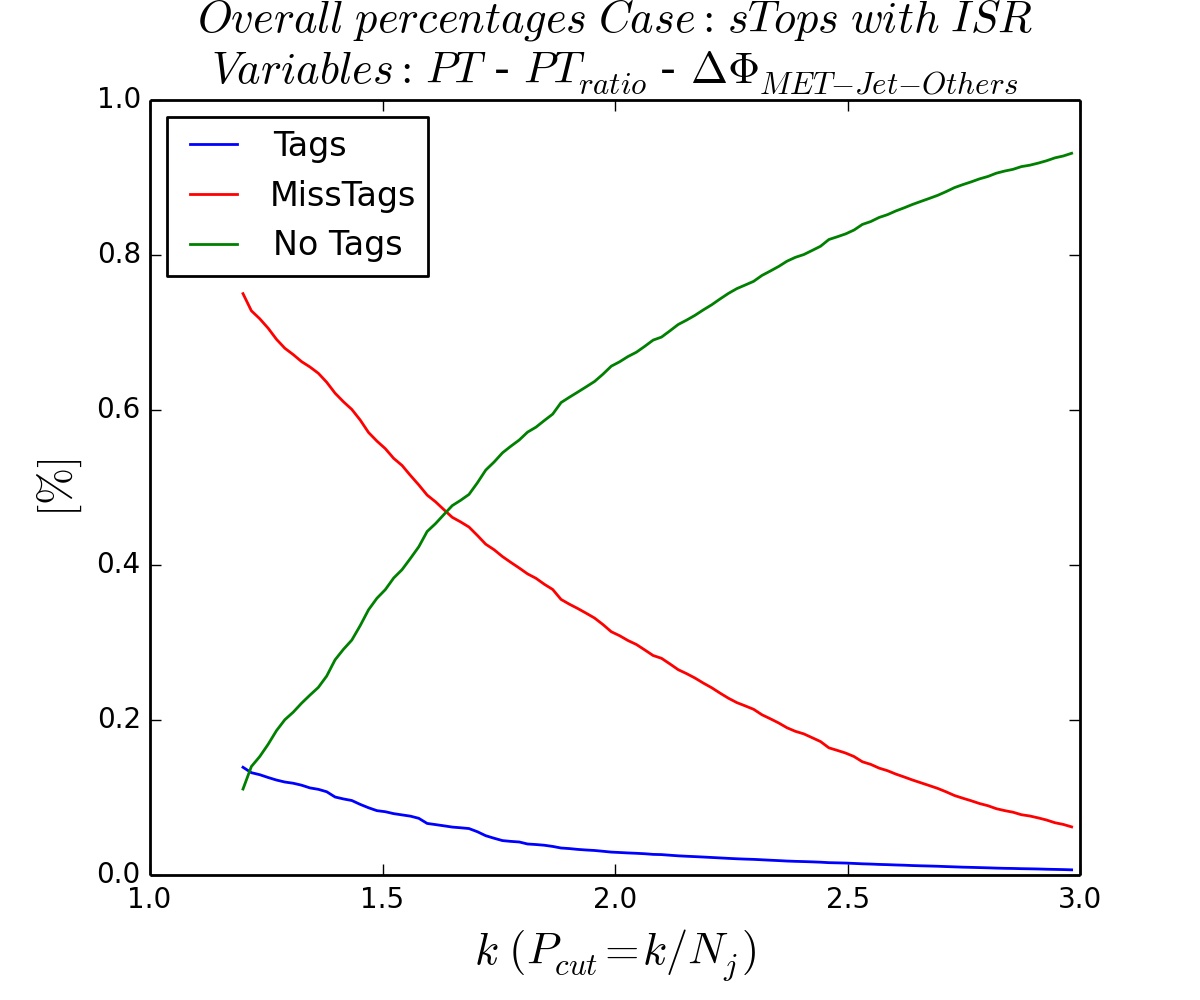 Overall percentages Case : sTops with ISR
Variables : PT - PT_ratio - ΔΦ_MET−Jet−Others
1.0
Tags
MissTags
No Tags
0.8
0.6
[%]
0.4
0.2
0.0
1.0 1.5 2.0 2.5 3.0
k (P_cut = k/N_j)